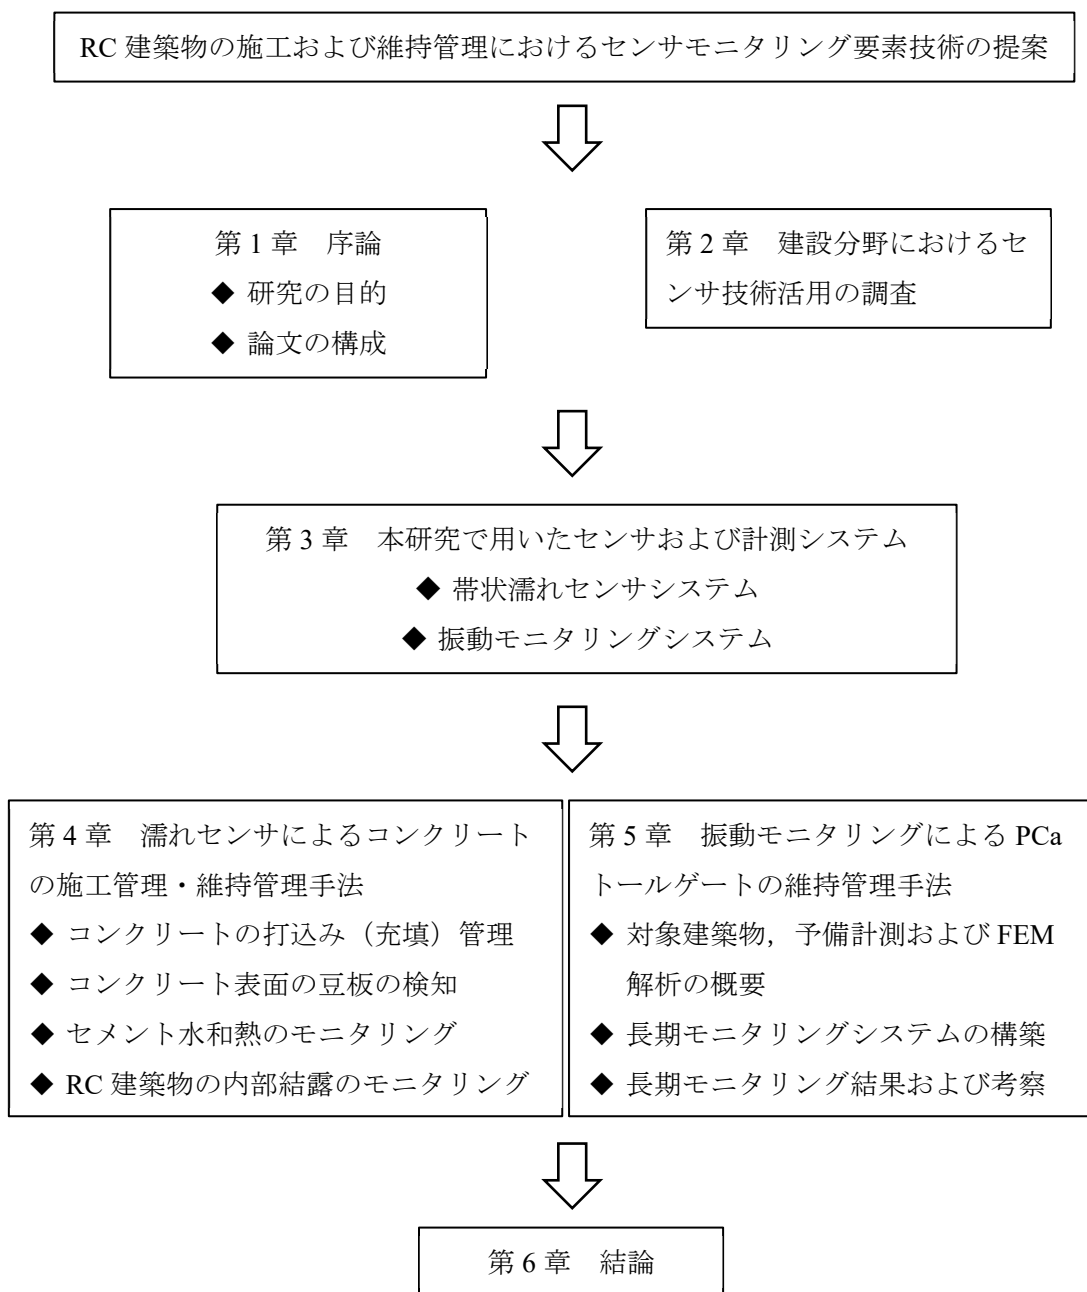 RC 建築物の施工および維持管理におけるセンサモニタリング要素技術の提案
第 1 章　序論
◆ 研究の目的
◆ 論文の構成
第 2 章　建設分野におけるセ
ンサ技術活用の調査
第 3 章　本研究で用いたセンサおよび計測システム
◆ 帯状濡れセンサシステム
◆ 振動モニタリングシステム
第 4 章　濡れセンサによるコンクリート
の施工管理・維持管理手法
◆ コンクリートの打込み（充填）管理
◆ コンクリート表面の豆板の検知
◆ セメント水和熱のモニタリング
◆ RC 建築物の内部結露のモニタリング
第 5 章　振動モニタリングによる PCa
トールゲートの維持管理手法
◆ 対象建築物，予備計測および FEM
解析の概要
◆ 長期モニタリングシステムの構築
◆ 長期モニタリング結果および考察
第 6 章　結論